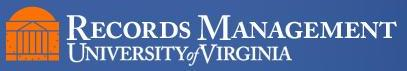 RECORDS MANAGEMENT
UNIVERSITY of VIRGINIA